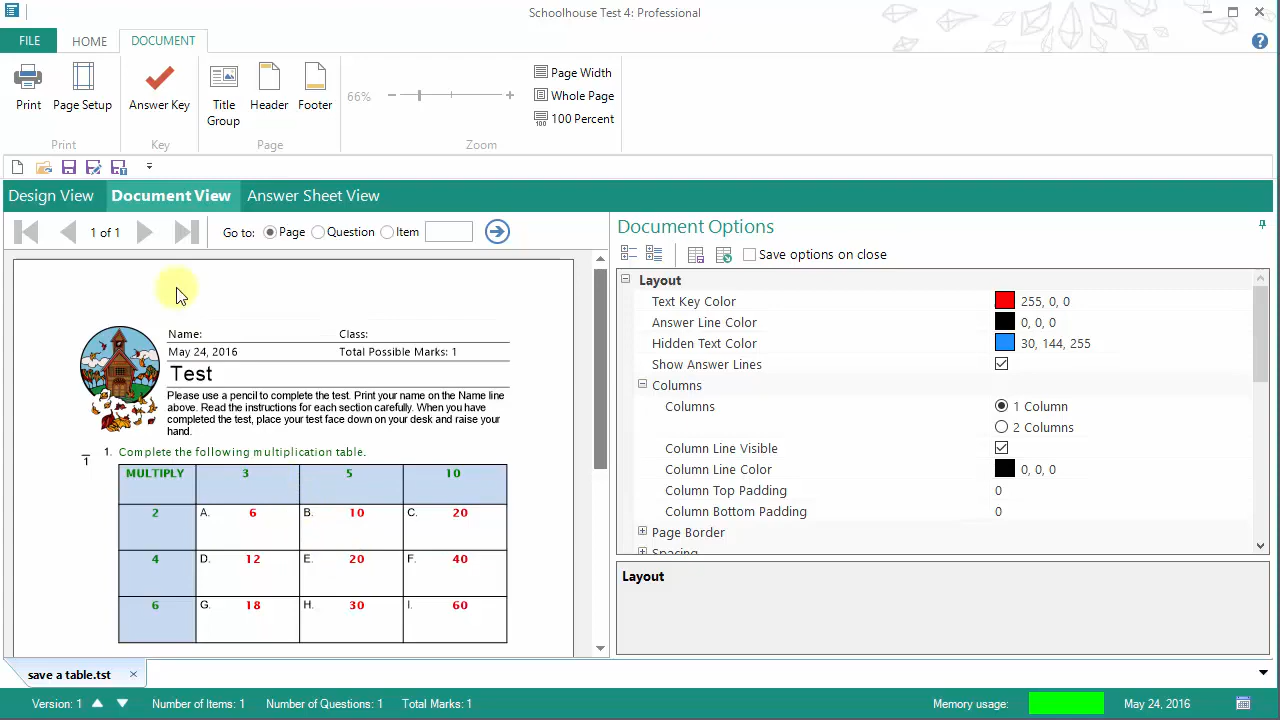 Schoolhouse Test 4: Professional
FILE HOME DOCUMENT
Print Page Setup Answer Key Title Group Header Footer
66% Page Width
Whole Page
100 Percent
Print Key Page Zoom
Design View Document View Answer Sheet View
1 of 1 Go to: Page Question Item
Document Options
Save options on close
Layout
Text Key Color 255, 0, 0
Answer Line Color 0, 0, 0
Hidden Text Color 30, 144, 255
Show Answer Lines
Columns
Columns 1 Column
2 Columns
Column Line Visible
Column Line Color 0, 0, 0
Column Top Padding 0
Column Bottom Padding 0
Page Border
Spacing
Layout
Name: Class:
May 24, 2016 Total Possible Marks: 1
Test
Please use a pencil to complete the test. Print your name on the Name line
above. Read the instructions for each section carefully. When you have
completed the test, place your test face down on your desk and raise your
hand.
1 1. Complete the following multiplication table.
MULTIPLY 3 5 10
2 A. 6 B. 10 C. 20
4 D. 12 E. 20 F. 40
6 G. 18 H. 30 I. 60
save a table.tst
Version: 1 Number of Items: 1 Number of Questions: 1 Total Marks: 1 Memory usage: May 24, 2016